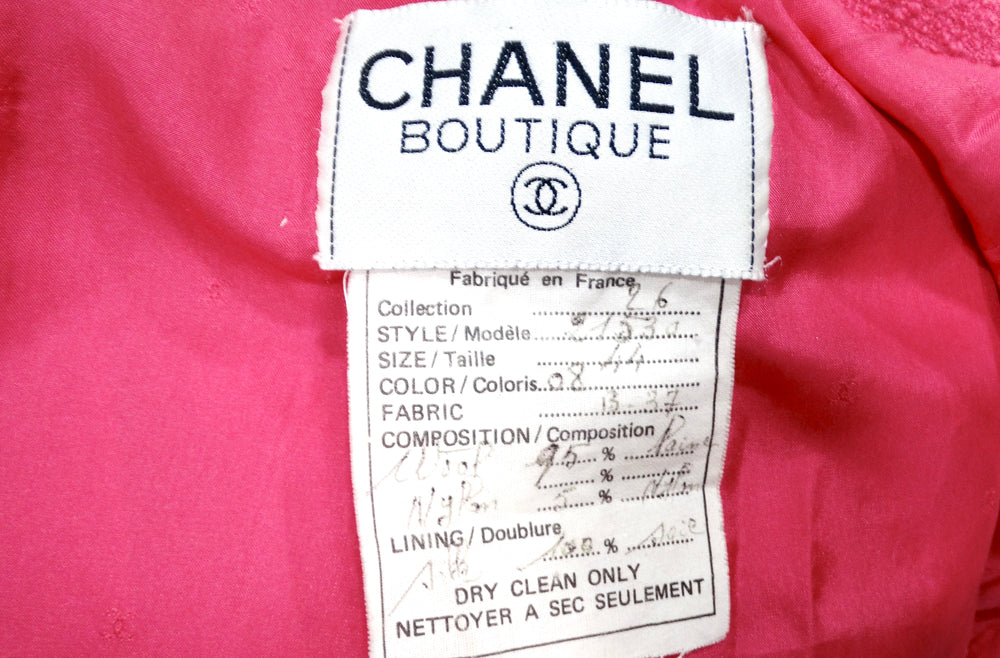 CHANEL
BOUTIQUE
Fabriqué en France
Collection 26
STYLE/Modèle
SIZE/Taille 44
COLOR/Coloris 08
FABRIC B-37
COMPOSITION/Composition
Wool 95 % Laine
%
Nylon 5 % Nylon
LINING/Doublure
silk 100 % soie
DRY CLEAN ONLY
NETTOYER A SEC SEULEMENT